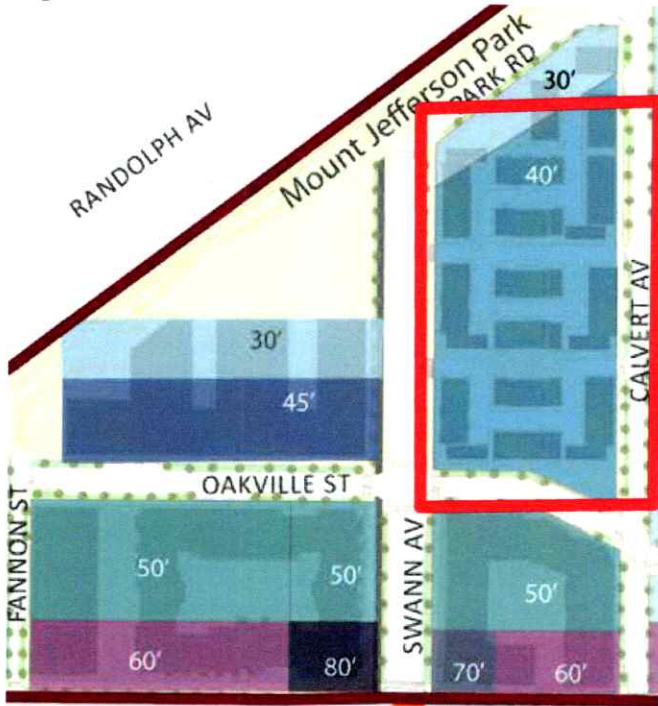 RANDOLPH AV
Mount Jefferson Park
PARK RD
30'
40'
CALVERT AV
30'
45'
OAKVILLE ST
FANNON ST
SWANN AV
50'
50'
50'
60'
80'
70'
60'